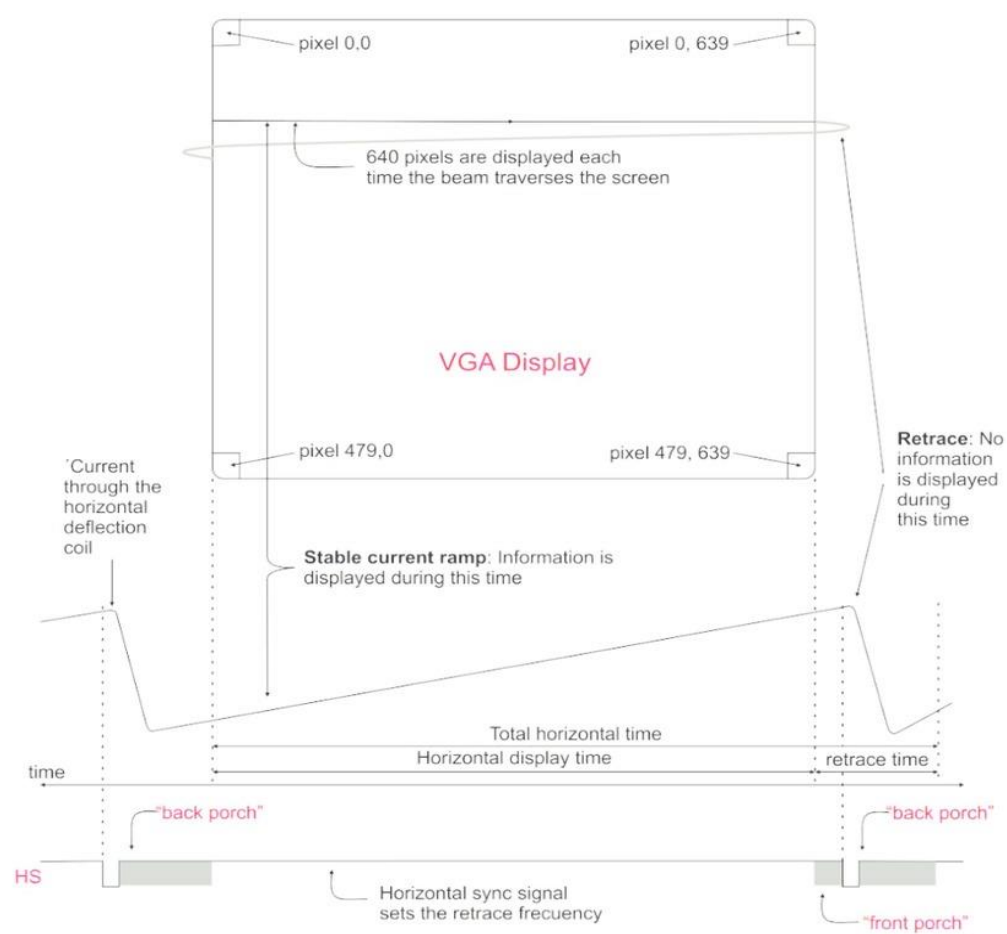 pixel 0.0
pixel 0, 639
640 pixels are displayed each
time the beam traverses the screen
VGA Display
pixel 479,0
pixel 479, 639
Retrace: No
information
is displayed
during
this time
´Current
through the
horizontal
deflection
coil
Stable current ramp: Information is
displayed during this time
Total horizontal time
Horizontal display time
retrace time
time
“back porch”
“back porch”
HS
Horizontal sync signal
sets the retrace frecuency
“front porch”